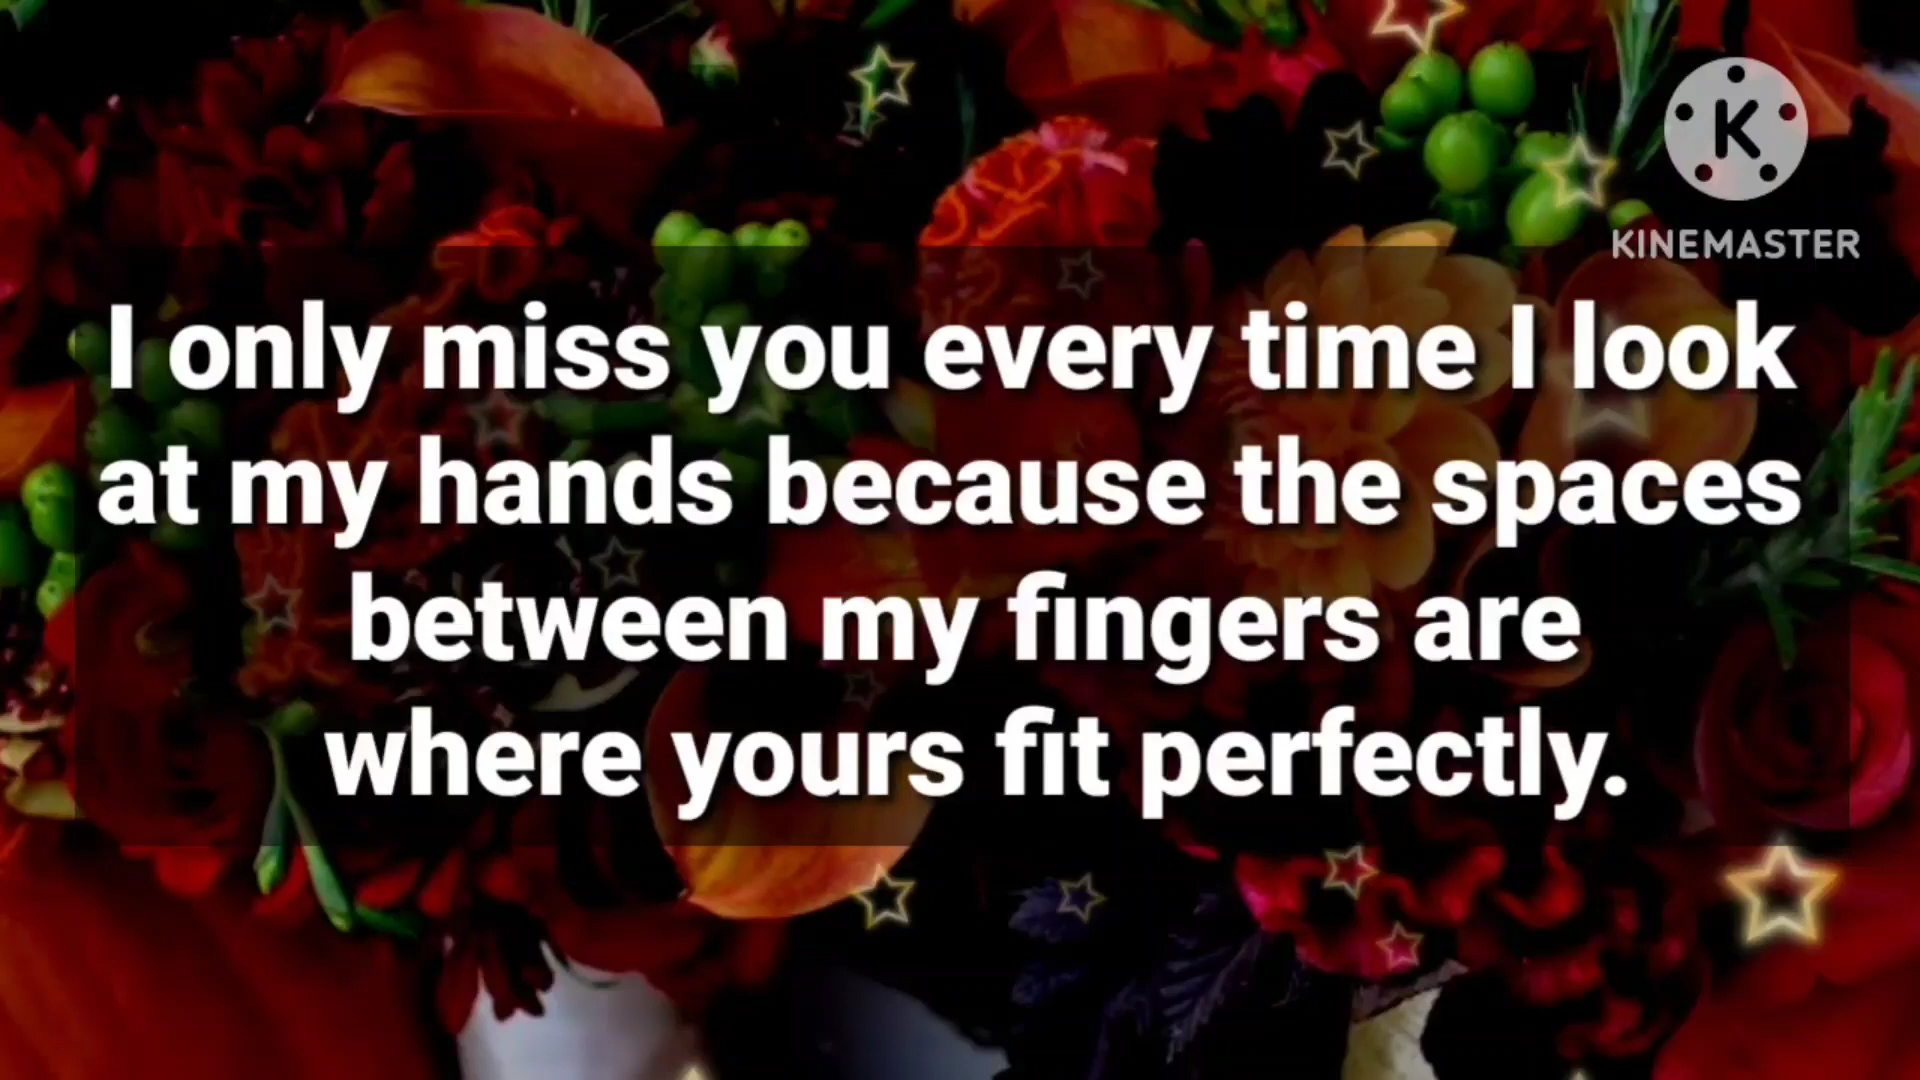 K
KINEMASTER
I only miss you every time I look
at my hands because the spaces
between my fingers are
where yours fit perfectly.